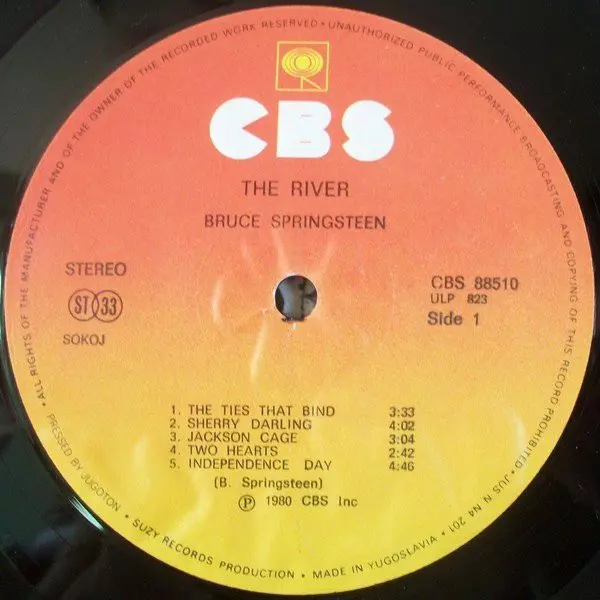 • ALL RIGHTS OF THE MANUFACTURER AND OF THE OWNER OF THE RECORDED WORK RESERVED • UNAUTHORIZED PUBLIC PERFORMANCE BROADCASTING AND COPYING OF THIS RECORD PROHIBITED •
CBS
THE RIVER
BRUCE SPRINGSTEEN
STEREO
ST 33
SOKOJ
CBS 88510
ULP 823
Side 1
1. THE TIES THAT BIND 3:33
2. SHERRY DARLING 4:02
3. JACKSON CAGE 3:04
4. TWO HEARTS 2:42
5. INDEPENDENCE DAY 4:46
(B. Springsteen)
Ⓟ 1980 CBS Inc
PRESSED BY JUGOTON • SUZY RECORDS PRODUCTION • MADE IN YUGOSLAVIA • JUS N N4 201